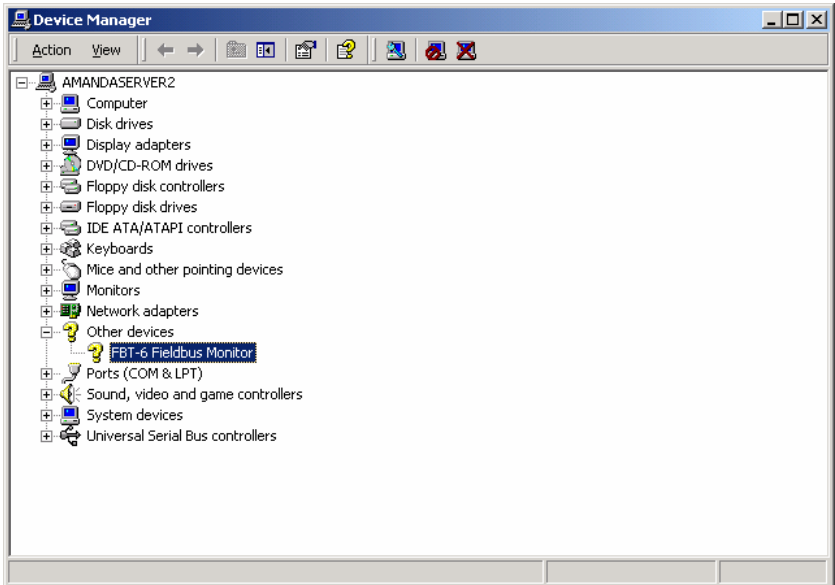 Device Manager
Action View
AMANDASERVER2
Computer
Disk drives
Display adapters
DVD/CD-ROM drives
Floppy disk controllers
Floppy disk drives
IDE ATA/ATAPI controllers
Keyboards
Mice and other pointing devices
Monitors
Network adapters
Other devices
FBT-6 Fieldbus Monitor
Ports (COM & LPT)
Sound, video and game controllers
System devices
Universal Serial Bus controllers